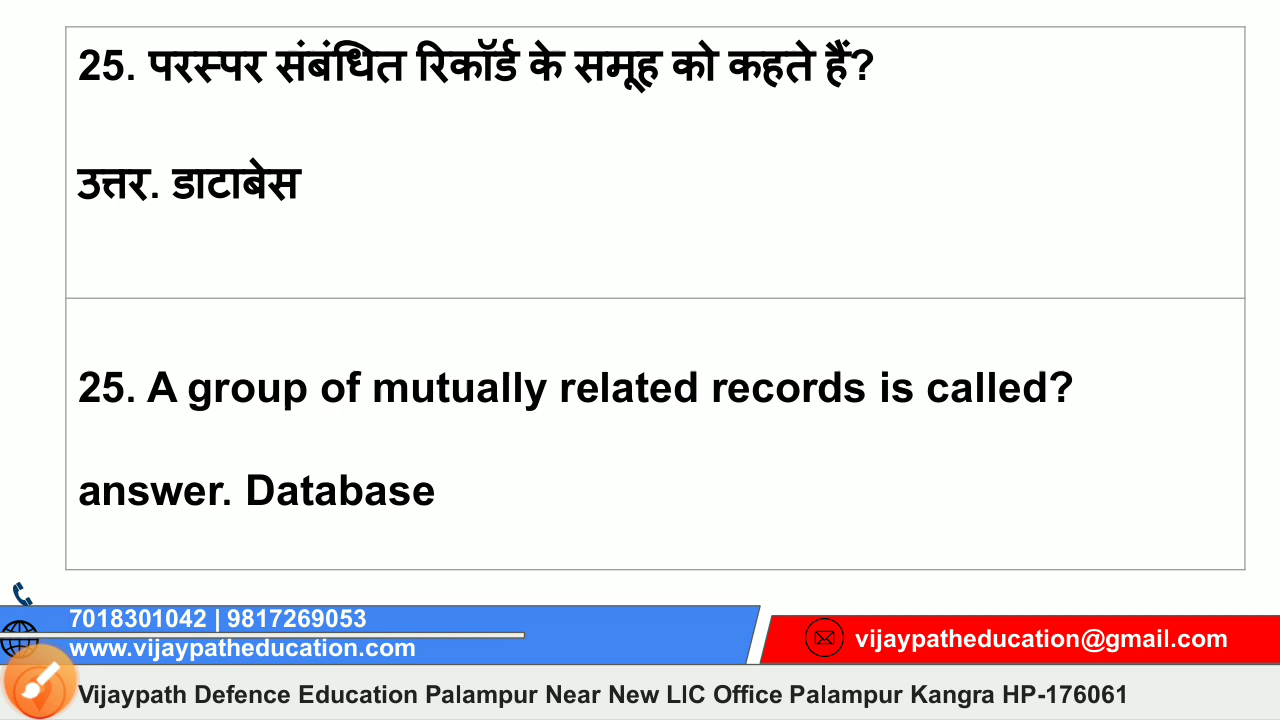 25. परस्पर संबंधित रिकॉर्ड के समूह को कहते हैं?
उत्तर. डाटाबेस
25. A group of mutually related records is called?
answer. Database
7018301042 | 9817269053
www.vijaypatheducation.com
vijaypatheducation@gmail.com
Vijaypath Defence Education Palampur Near New LIC Office Palampur Kangra HP-176061